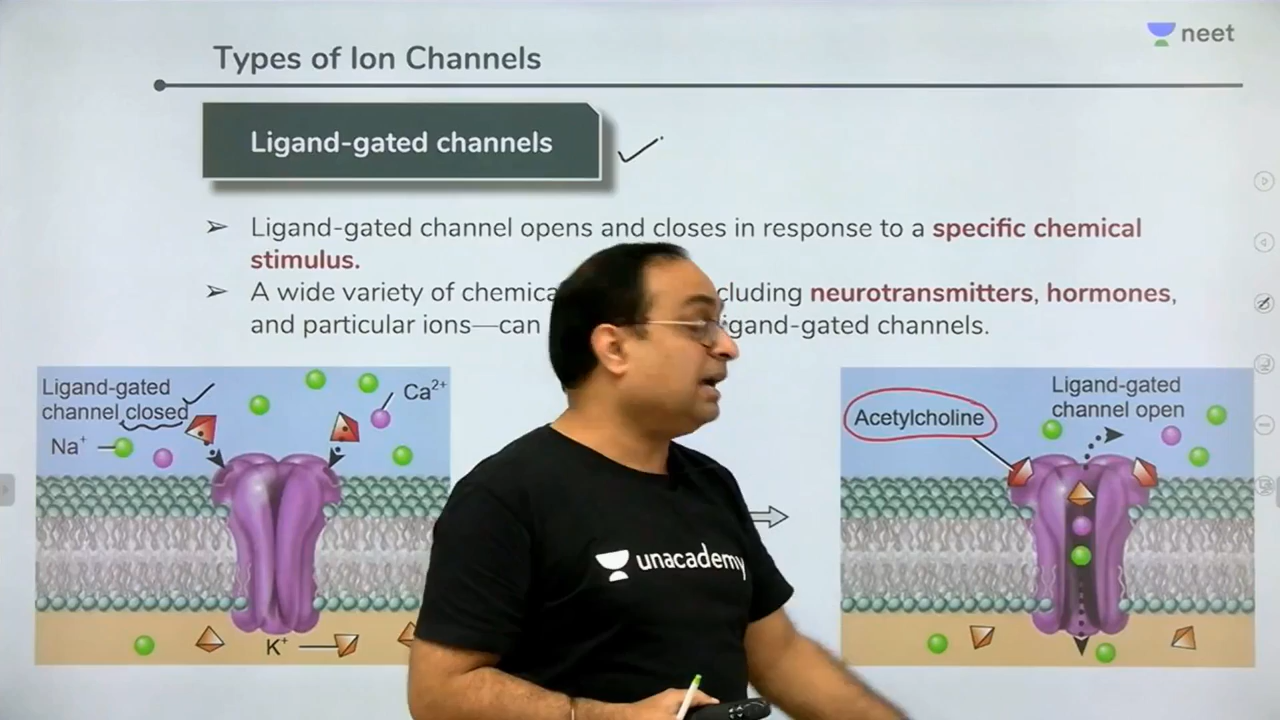 neet
Types of Ion Channels
Ligand-gated channels
➢ Ligand-gated channel opens and closes in response to a specific chemical
stimulus.
➢ A wide variety of chemica cluding neurotransmitters, hormones,
and particular ions—can gand-gated channels.
Ligand-gated
channel closed
Ca²⁺
Na⁺
K⁺
Acetylcholine
Ligand-gated
channel open
unacademy